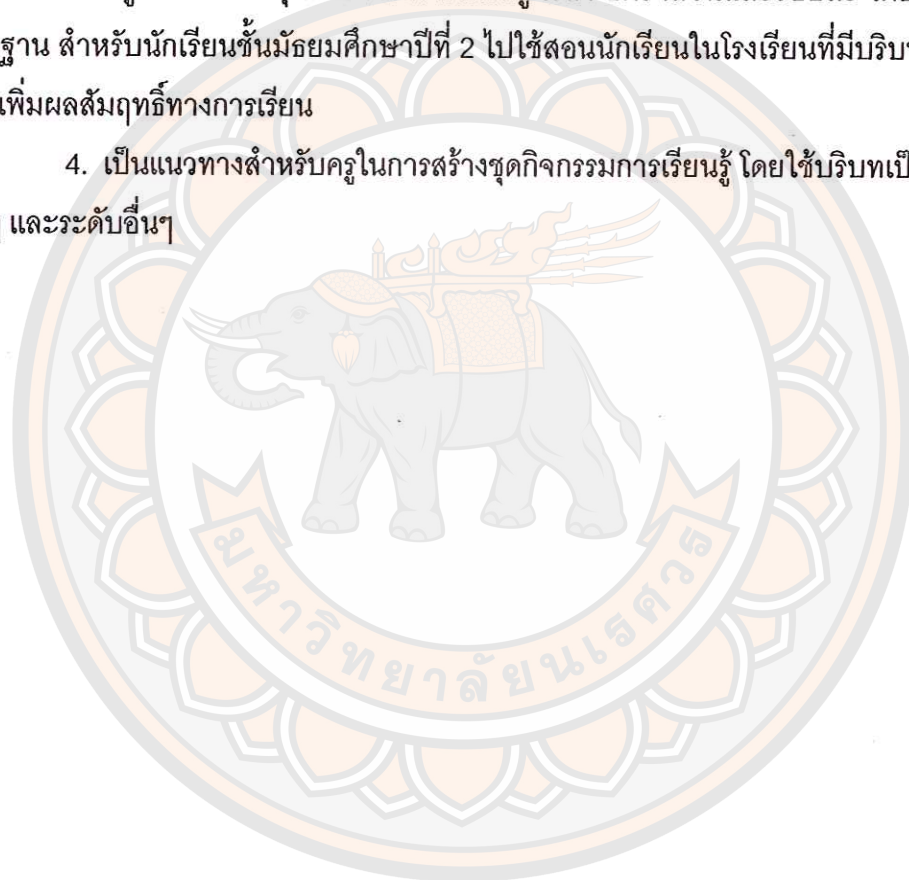 ฐาน สำหรับนักเรียนชั้นมัธยมศึกษาปีที่ 2 ไปใช้สอนนักเรียนในโรงเรียนที่มีบริบ
เพิ่มผลสัมฤทธิ์ทางการเรียน
4. เป็นแนวทางสำหรับครูในการสร้างชุดกิจกรรมการเรียนรู้ โดยใช้บริบทเป็
และระดับอื่นๆ
มหาวิทยาลัยนเรศวร